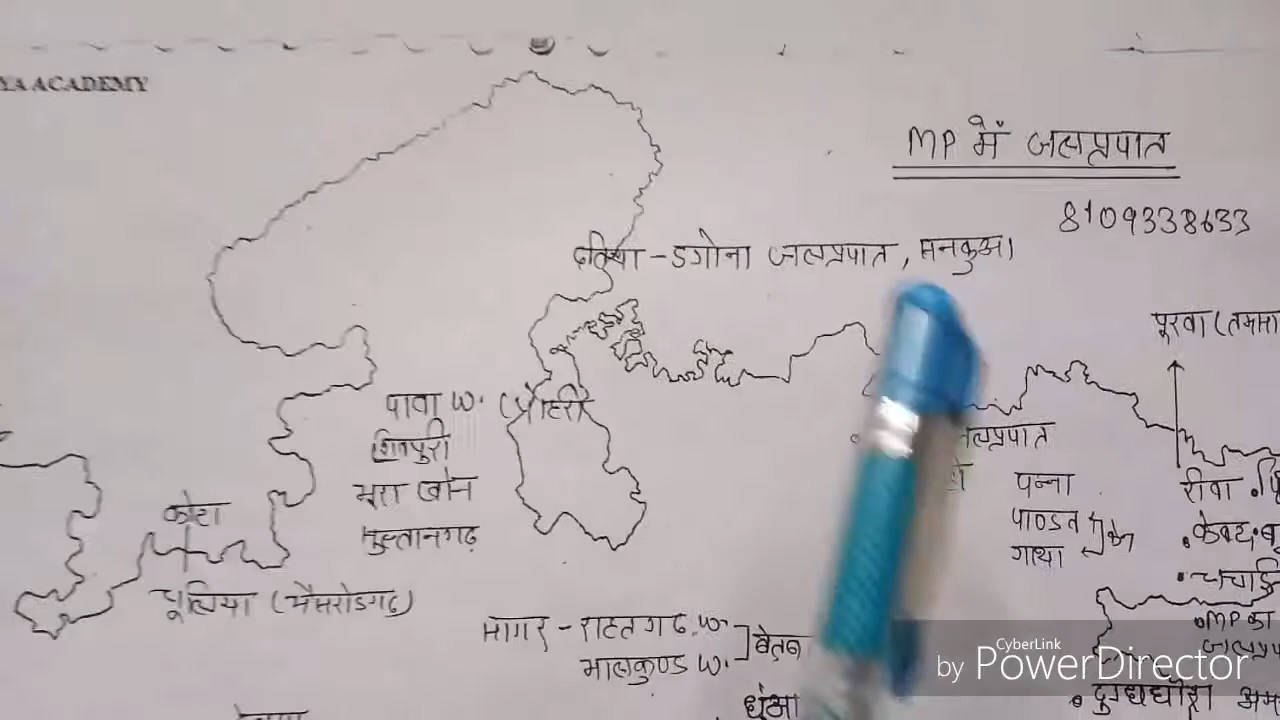 YA ACADEMY
MP में जलप्रपात
8109338633
दतिया - डगोना जलप्रपात, सनकुआ
पूरवा (तमसा
पावा W. (पोहरी
शिवपुरी
भूरा खोन
सुल्तानगढ़
जलप्रपात
पन्ना
पाण्डव
गाथा
रीवा
केवट
चचाई
कोटा
चूलिया (भैंसरोडगढ़)
सागर - राहतगढ़ W.
भालकुण्ड W.
बेतवा
MP का
जलप्र
दुग्धधारा
धुंआ
CyberLink
by PowerDirector